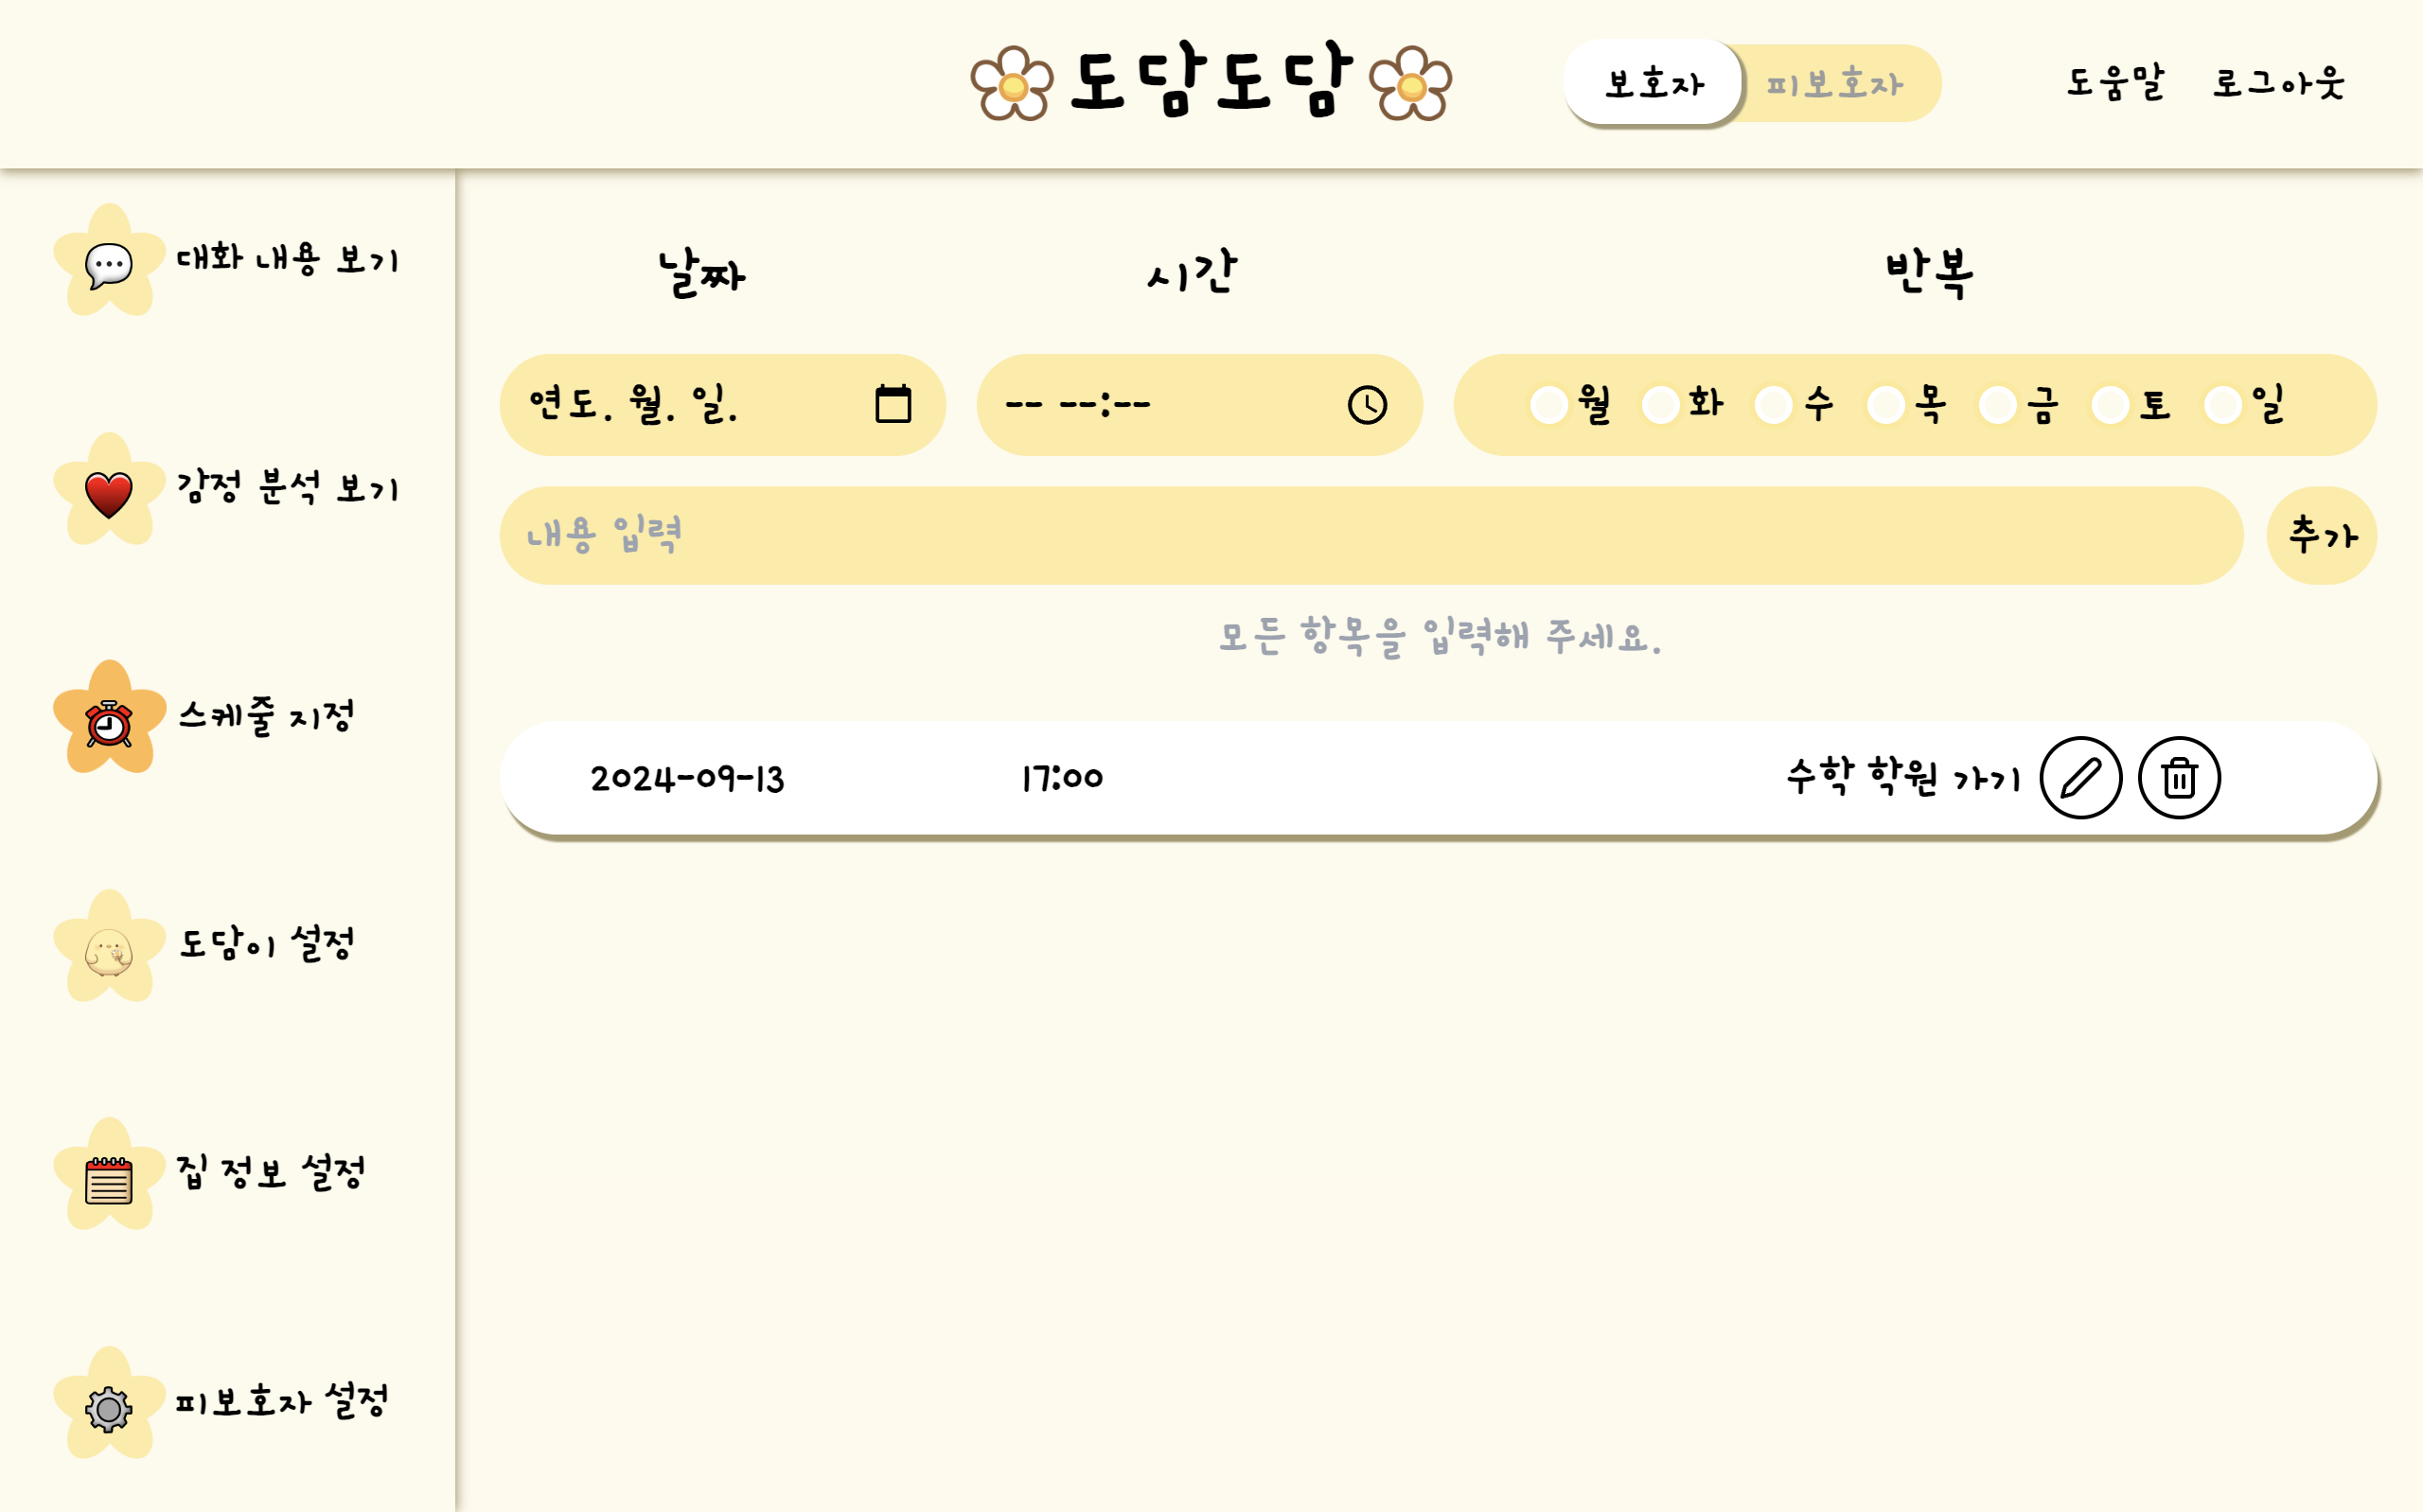 도담도담
보호자 피보호자
도움말 로그아웃
대화 내용 보기
감정 분석 보기
스케줄 지정
도담이 설정
집 정보 설정
피보호자 설정
날짜 시간 반복
연도. 월. 일. -- --:-- 월 화 수 목 금 토 일
내용 입력 추가
모든 항목을 입력해 주세요.
2024-09-13 17:00 수학 학원 가기